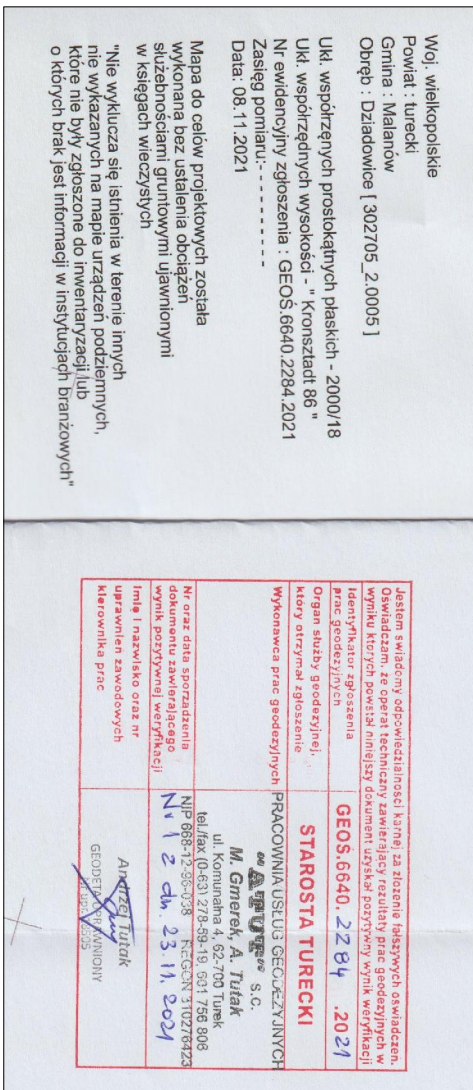 Woj. wielkopolskie
Powiat : turecki
Gmina : Malanów
Obręb : Dziadowice [ 302705_2.0005 ]
Ukł. współrzęnych prostokątnych płaskich - 2000/18
Ukł. współrzędnych wysokości - " Kronsztadt 86 "
Nr ewidencyjny zgłoszenia : GEOŚ.6640.2284.2021
Zasięg pomiaru:- - - - - - - - - -
Data: 08.11.2021
Mapa do celów projektowych została
wykonana bez ustalenia obciążeń
służebnościami gruntowymi ujawnionymi
w księgach wieczystych
"Nie wyklucza się istnienia w terenie innych
nie wykazanych na mapie urządzeń podziemnych,
które nie były zgłoszone do inwentaryzacji lub
o których brak jest informacji w instytucjach branżowych"
Jestem świadomy odpowiedzialności karnej za złożenie fałszywych oświadczeń.
Oświadczam, że operat techniczny zawierający rezultaty prac geodezyjnych w
wyniku których powstał niniejszy dokument uzyskał pozytywny wynik weryfikacji
Identyfikator zgłoszenia
prac geodezyjnych
GEOŚ.6640. 2284 .2021
Organ służby geodezyjnej,
który otrzymał zgłoszenie
STAROSTA TURECKI
Wykonawca prac geodezyjnych
PRACOWNIA USŁUG GEODEZYJNYCH
"ATUT" s.c.
M. Gmerek, A. Tutak
ul. Komunalna 4, 62-700 Turek
tel./fax (0-63) 278-59-19, 601 756 806
NIP 668-12-96-038 REGON 310276423
Nr oraz data sporządzenia
dokumentu zawierającego
wynik pozytywnej weryfikacji
Nr 1 z dn. 23.11.2021
Imię i nazwisko oraz nr
uprawnien zawodowych
kierownika prac
Andrzej Tutak
GEODETA UPRAWNIONY